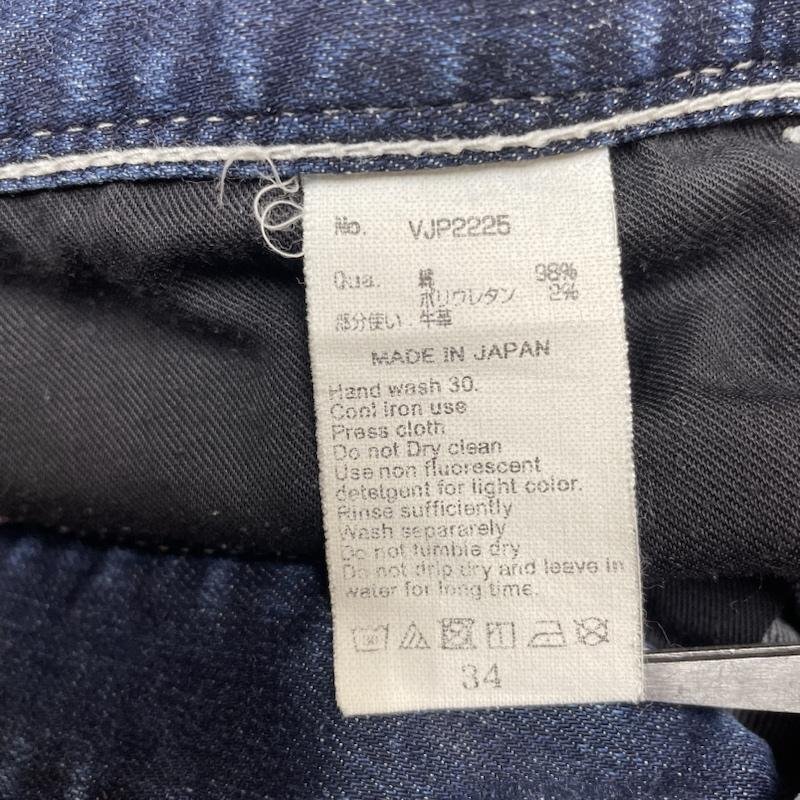 No. VJP2225
Qua. 綿 98%
ポリウレタン 2%
部分使い 牛革
MADE IN JAPAN
Hand wash 30.
Cool iron use
Press cloth
Do not Dry clean
Use non fluorescent
detelgunt for light color.
Rinse sufficiently
Wash separarely
Do not tumble dry
Do not drip dry and leave in
water for long time.
34